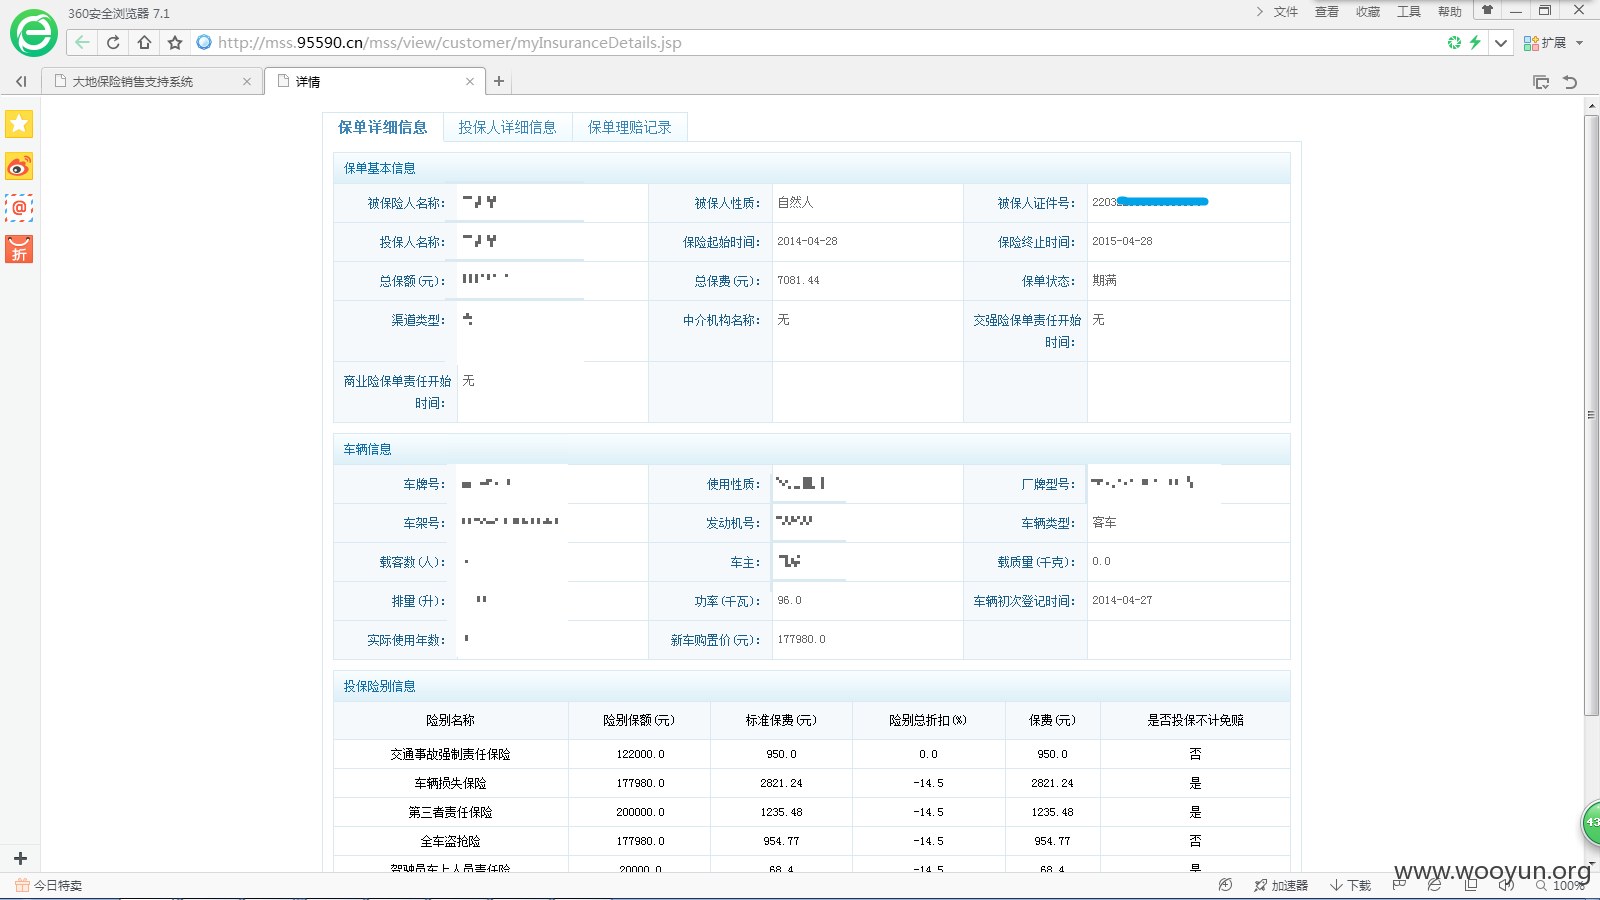 360安全浏览器 7.1
文件 查看 收藏 工具 帮助
http://mss.95590.cn/mss/view/customer/myInsuranceDetails.jsp
扩展
大地保险销售支持系统
详情
保单详细信息 投保人详细信息 保单理赔记录
保单基本信息
被保险人名称: 被保人性质: 自然人 被保人证件号: 2203
投保人名称: 保险起始时间: 2014-04-28 保险终止时间: 2015-04-28
总保额(元): 总保费(元): 7081.44 保单状态: 期满
渠道类型: 中介机构名称: 无 交强险保单责任开始时间: 无
商业险保单责任开始时间: 无
车辆信息
车牌号: 使用性质: 厂牌型号:
车架号: 发动机号: 车辆类型: 客车
载客数(人): 车主: 载质量(千克): 0.0
排量(升): 功率(千瓦): 96.0 车辆初次登记时间: 2014-04-27
实际使用年数: 新车购置价(元): 177980.0
投保险别信息
险别名称 险别保额(元) 标准保费(元) 险别总折扣(%) 保费(元) 是否投保不计免赔
交通事故强制责任保险 122000.0 950.0 0.0 950.0 否
车辆损失保险 177980.0 2821.24 -14.5 2821.24 是
第三者责任保险 200000.0 1235.48 -14.5 1235.48 是
全车盗抢险 177980.0 954.77 -14.5 954.77 否
驾驶员车上人员责任险 20000.0 68.4 -14.5 68.4 是
43
www.wooyun.org
今日特卖
加速器 下载 100%